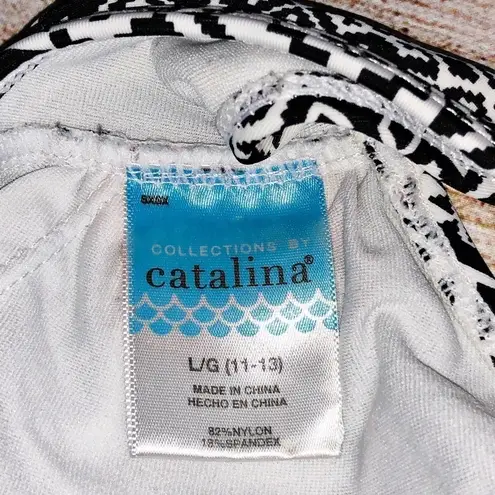 COLLECTIONS BY
catalina®
L/G (11-13)
MADE IN CHINA
HECHO EN CHINA
82%NYLON
18%SPANDEX